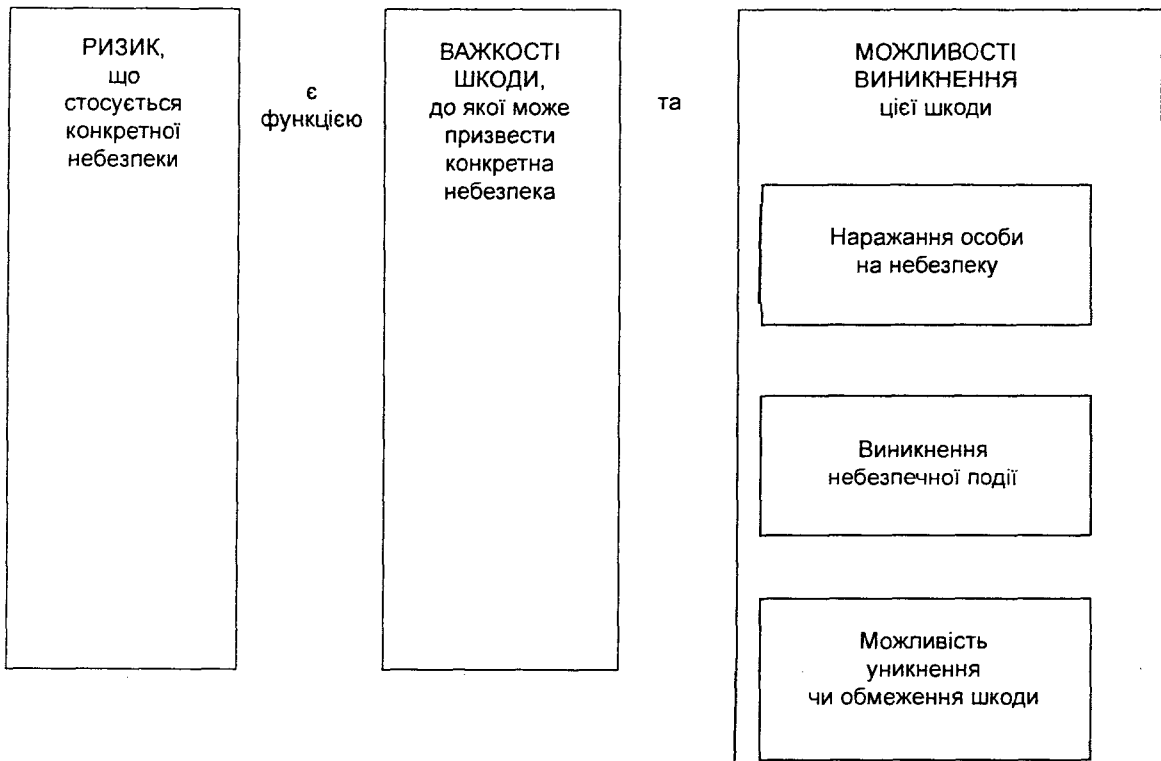 РИЗИК,
що
стосується
конкретної
небезпеки
є
функцією
ВАЖКОСТІ
ШКОДИ,
до якої може
призвести
конкретна
небезпека
та
МОЖЛИВОСТІ
ВИНИКНЕННЯ
цієї шкоди
Наражання особи
на небезпеку
Виникнення
небезпечної події
Можливість
уникнення
чи обмеження шкоди